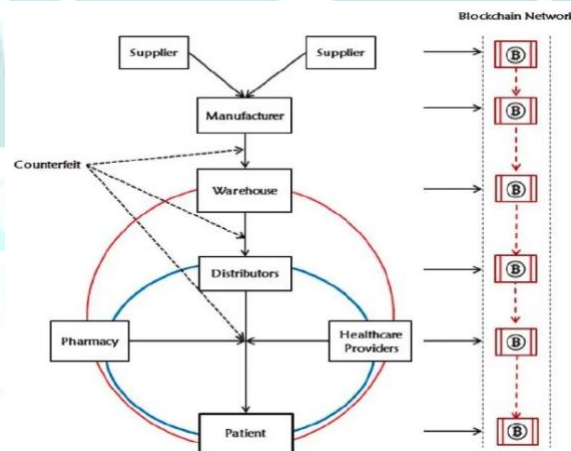 Blockchain Network
Supplier
Supplier
Manufacturer
Counterfeit
Warehouse
Distributors
Pharmacy
Healthcare
Providers
Patient